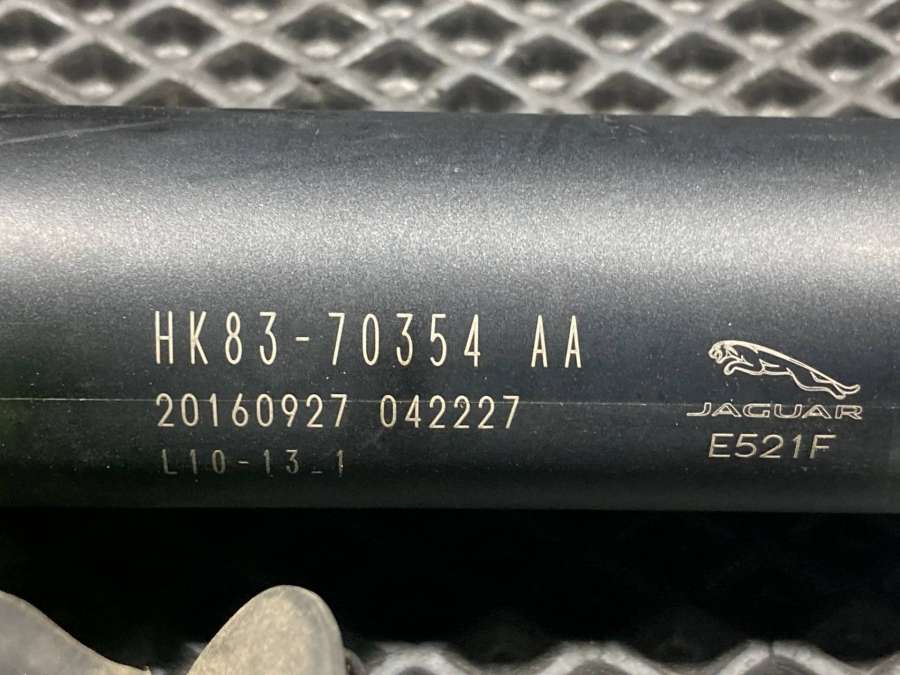 HK83-70354 AA
20160927 042227
L10-13_1
JAGUAR
E521F